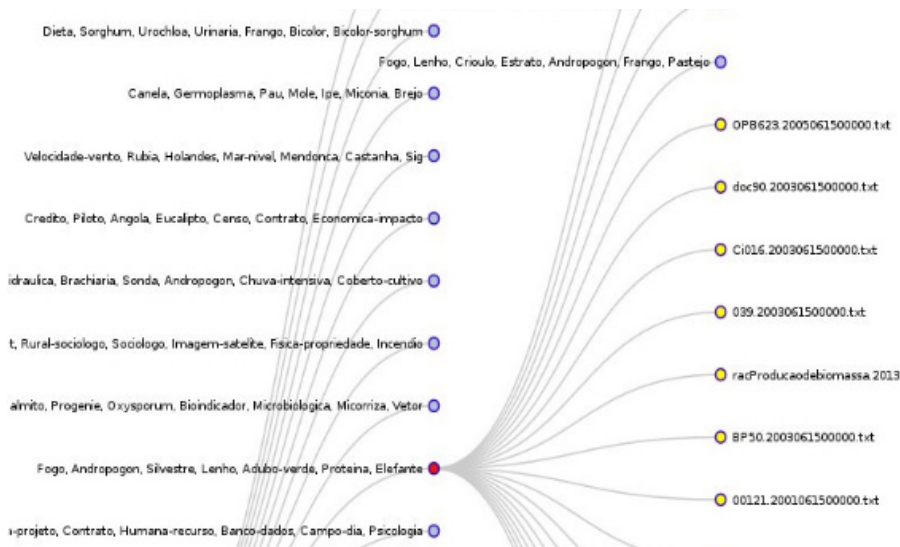 Dieta, Sorghum, Urochloa, Urinaria, Frango, Bicolor, Bicolor-sorghum
Canela, Germoplasma, Pau, Mole, Ipe, Miconia, Brejo
Velocidade-vento, Rubia, Holandes, Mar-nivel, Mendonca, Castanha, Sig
Credito, Piloto, Angola, Eucalipto, Censo, Contrato, Economica-impacto
idraulica, Brachiaria, Sonda, Andropogon, Chuva-intensiva, Coberto-cultivo
t, Rural-sociologo, Sociologo, Imagem-satelite, Fisica-propriedade, Incendio
almito, Progenie, Oxysporum, Bioindicador, Microbiologica, Micorriza, Vetor
Fogo, Andropogon, Silvestre, Lenho, Adubo-verde, Proteina, Elefante
-projeto, Contrato, Humana-recurso, Banco-dados, Campo-dia, Psicologia
Fogo, Lenho, Crioulo, Estrato, Andropogon, Frango, Pastejo
OPB623.2005061500000.txt
doc90.2003061500000.txt
Ci016.2003061500000.txt
039.2003061500000.txt
racProducaodebiomassa.2013
BP50.2003061500000.txt
00121.2001061500000.txt